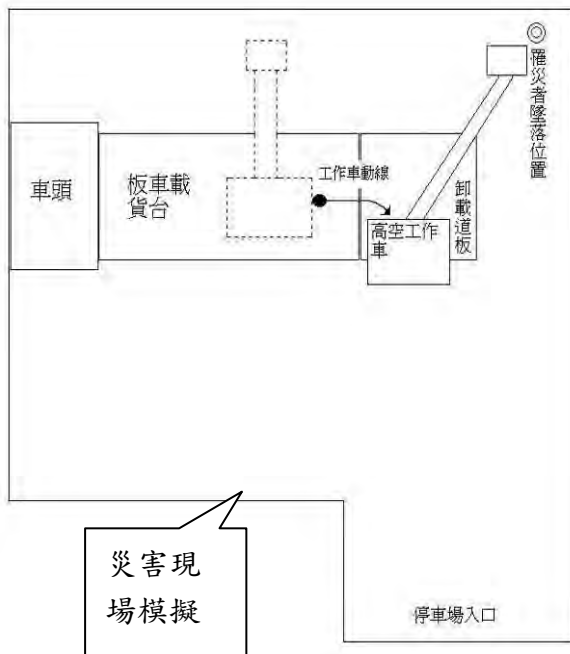 罹災者墜落位置
工作車動線
車頭
板車載
貨台
卸載道板
高空工作
車
災害現
場模擬
停車場入口